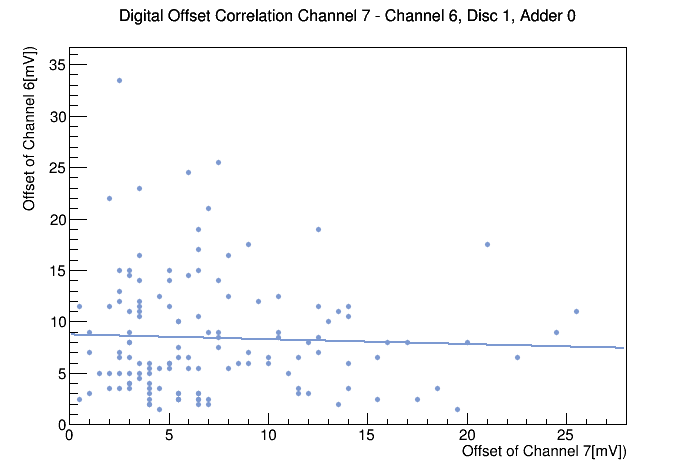 Digital Offset Correlation Channel 7 - Channel 6, Disc 1, Adder 0
Offset of Channel 6[mV])
35
30
25
20
15
10
5
0
0 5 10 15 20 25
Offset of Channel 7[mV])